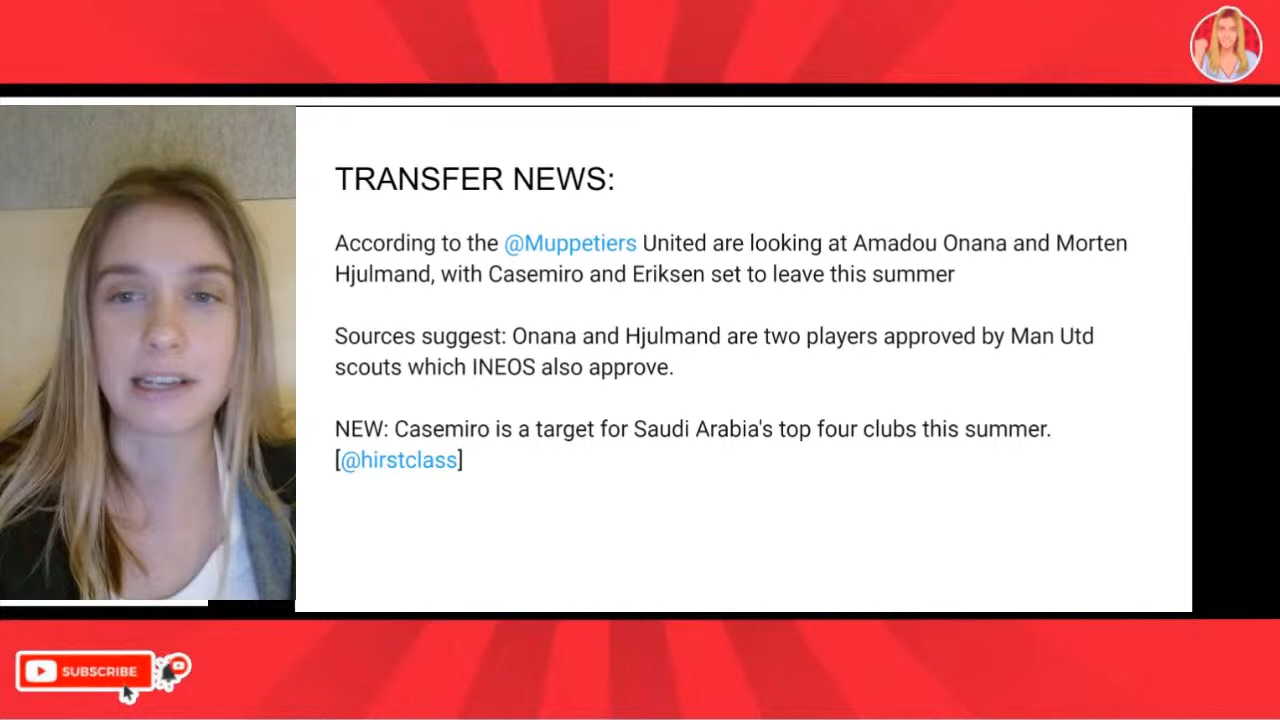 TRANSFER NEWS:
According to the @Muppetiers United are looking at Amadou Onana and Morten
Hjulmand, with Casemiro and Eriksen set to leave this summer
Sources suggest: Onana and Hjulmand are two players approved by Man Utd
scouts which INEOS also approve.
NEW: Casemiro is a target for Saudi Arabia's top four clubs this summer.
[@hirstclass]
SUBSCRIBE